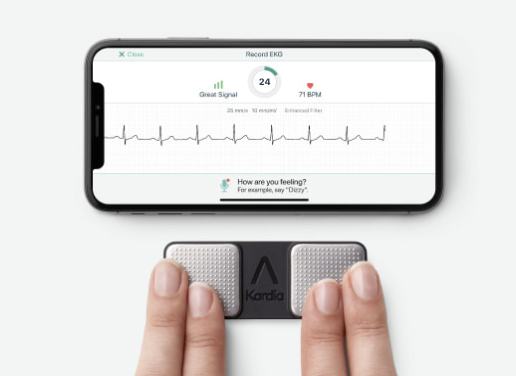 X Close
Record EKG
24
Great Signal
71 BPM
25 mm/s 10 mm/mV Enhanced Filter
How are you feeling?
For example, say "Dizzy".
Kardia